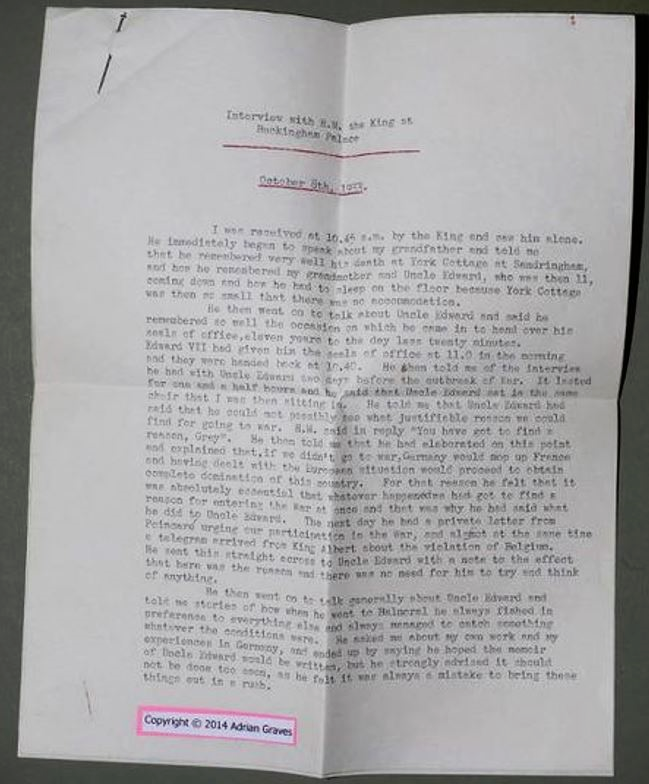 Interview with H.M. the King at
Buckingham Palace
October 8th, 1933.
I was received at 10.45 a.m. by the King and saw him alone.
He immediately began to speak about my grandfather and told me
that he remembered very well his death at York Cottage at Sandringham,
and how he remembered my grandmother and Uncle Edward, who was then 11,
coming down and how he had to sleep on the floor because York Cottage
was then so small that there was no accommodation.
He then went on to talk about Uncle Edward and said he
remembered so well the occasion on which he came in to hand over his
seals of office,eleven years to the day less twenty minutes.
Edward VII had given him the seals of office at 11.0 in the morning
and they were handed back at 10.40. He then told me of the interview
he had with Uncle Edward two days before the outbreak of War. It lasted
for one and a half hours and he said that Uncle Edward sat in the same
chair that I was then sitting in. He told me that Uncle Edward had
said that he could not possibly see what justifiable reason we could
find for going to war. H.M. said in reply "You have got to find a
reason, Grey". He then told me that he had elaborated on this point
and explained that,if we didn't go to war,Germany would mop up France
and having dealt with the European situation would proceed to obtain
complete domination of this country. For that reason he felt that it
was absolutely essential that whatever happened we had got to find a
reason for entering the War at once and that was why he had said what
he did to Uncle Edward. The next day he had a private letter from
Poincaré urging our participation in the War, and almost at the same time
a telegram arrived from King Albert about the violation of Belgium.
He sent this straight across to Uncle Edward with a note to the effect
that here was the reason and there was no need for him to try and think
of anything.
He then went on to talk generally about Uncle Edward and
told me stories of how when he went to Balmoral he always fished in
preference to everything else and always managed to catch something
whatever the conditions were. He asked me about my own work and my
experiences in Germany, and ended up by saying he hoped the memoir
of Uncle Edward would be written, but he strongly advised it should
not be done too soon, as he felt it was always a mistake to bring these
things out in a rush.
Copyright © 2014 Adrian Graves